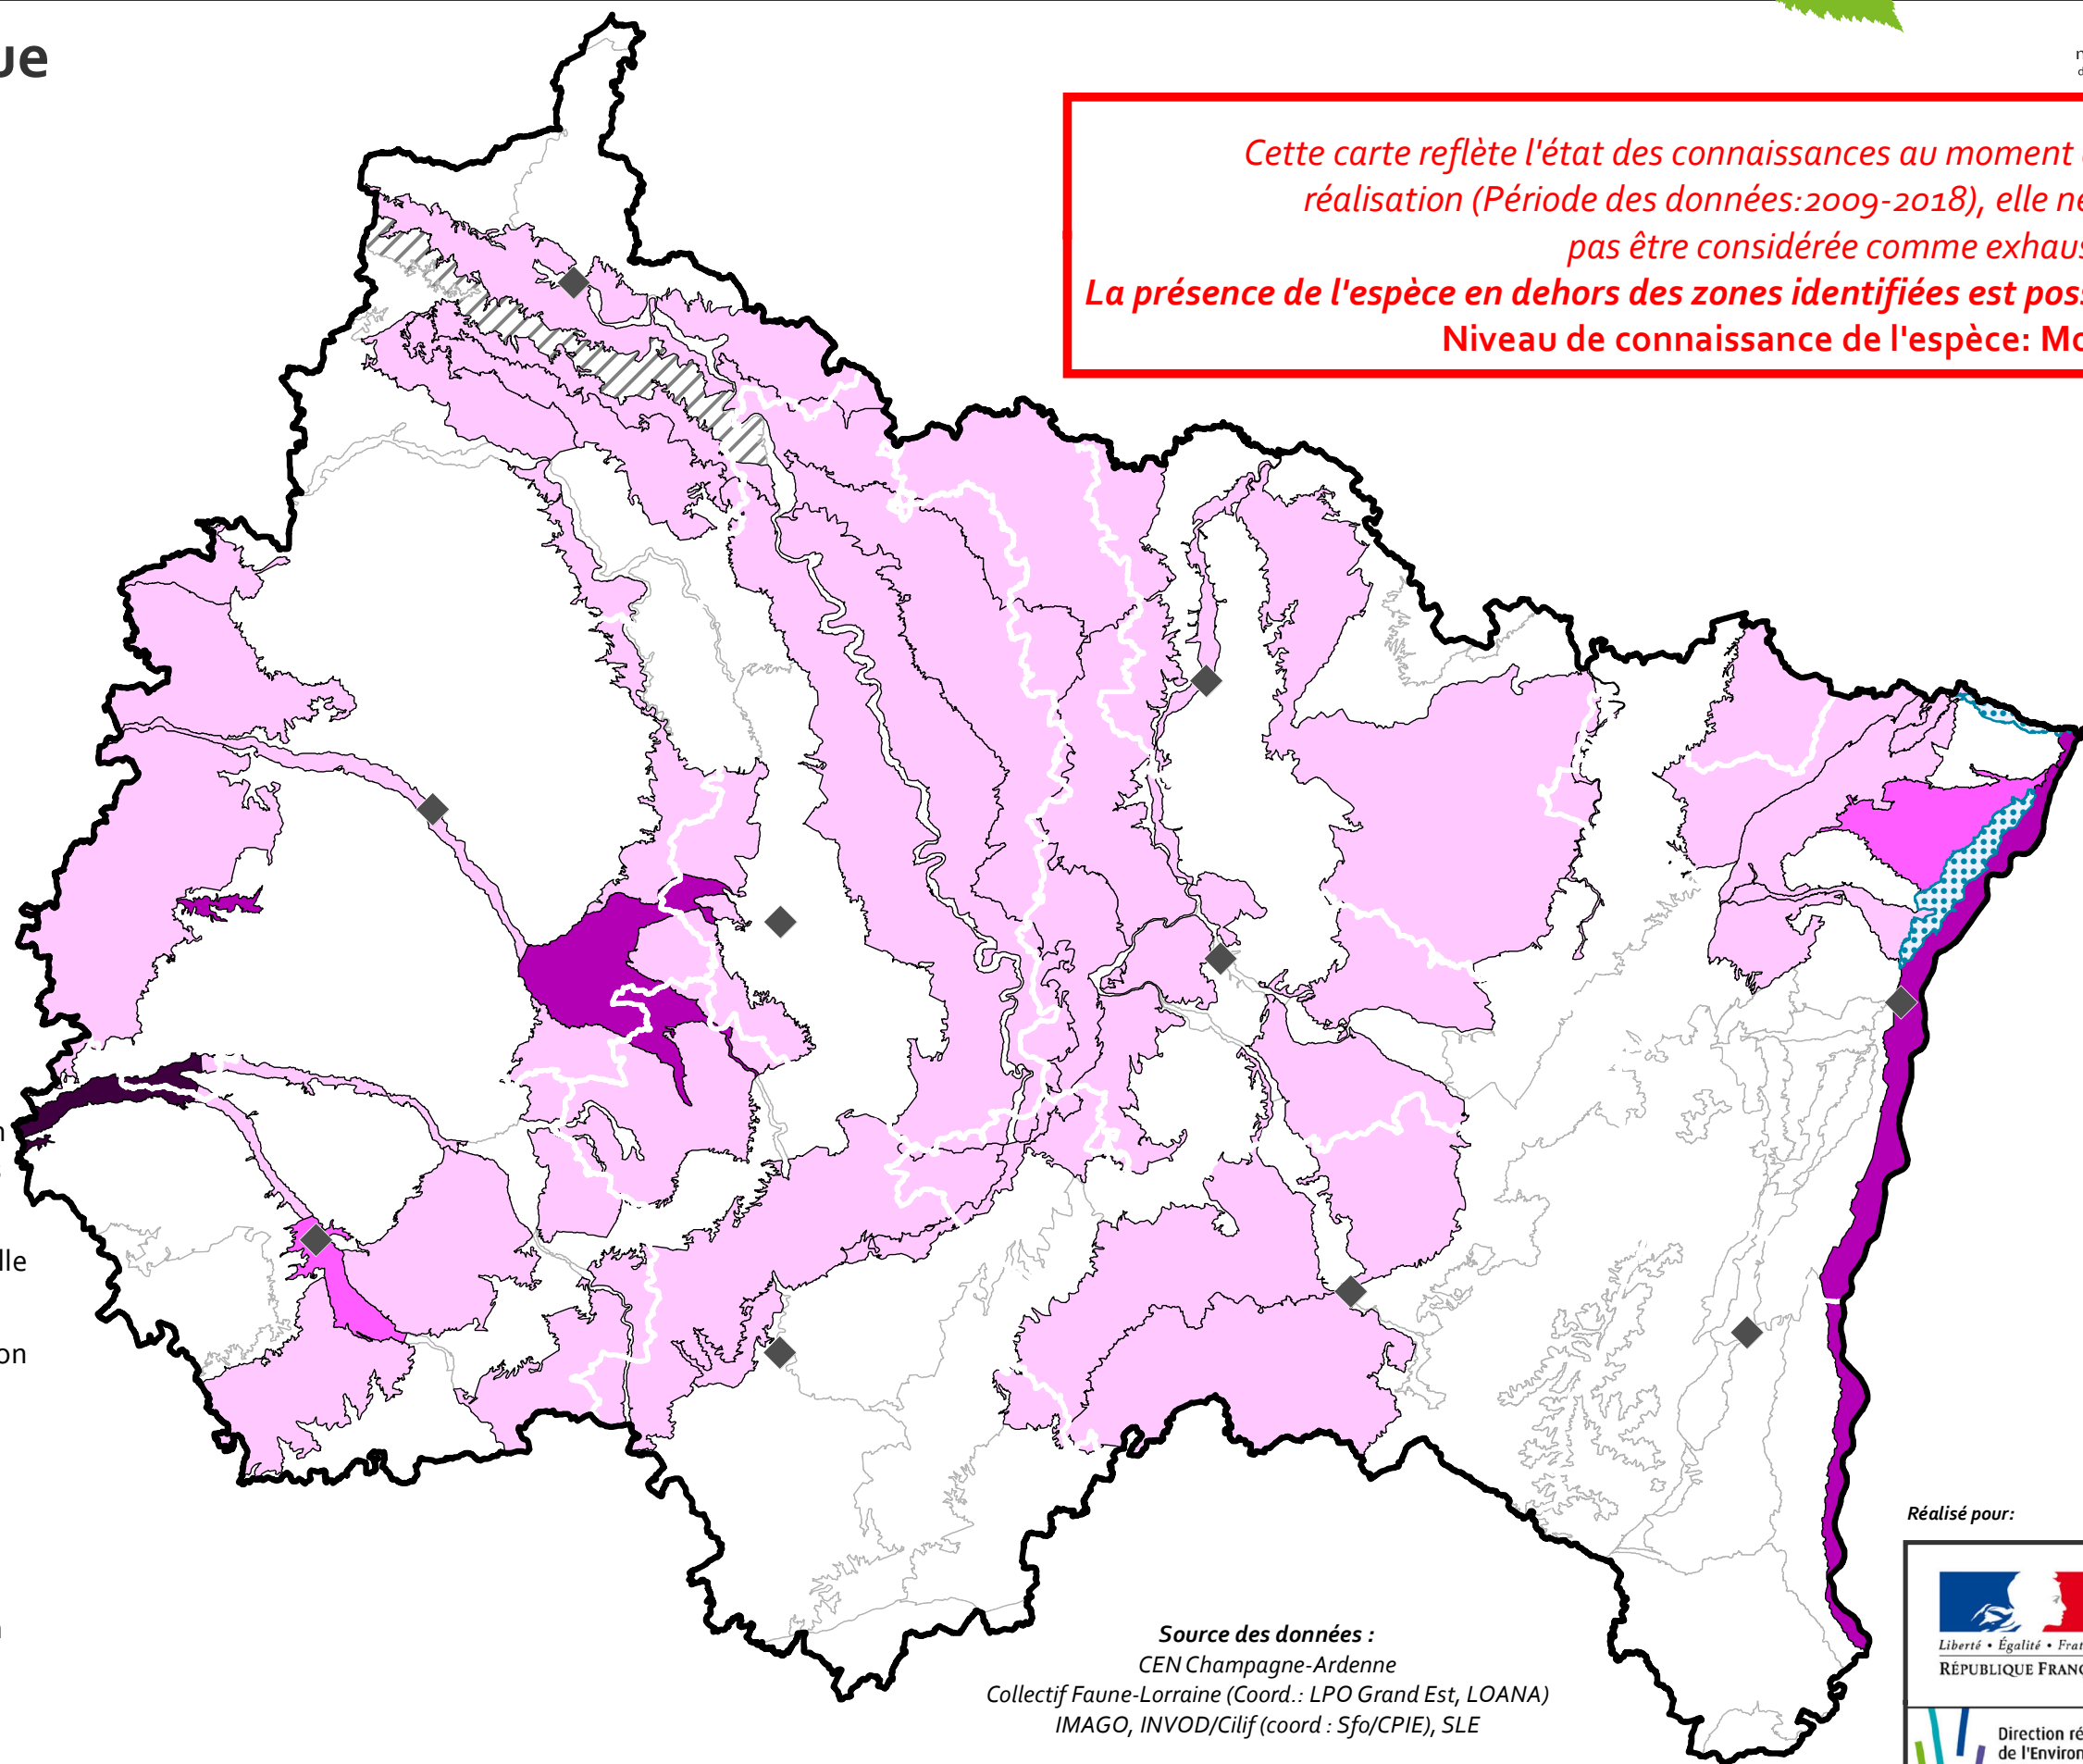 ue
Cette carte reflète l'état des connaissances au moment
réalisation (Période des données:2009-2018), elle ne
pas être considérée comme exhaus
La présence de l'espèce en dehors des zones identifiées est poss
Niveau de connaissance de l'espèce: Mo
n
lle
on
Réalisé pour:
Liberté • Égalité • Frat
RÉPUBLIQUE FRANÇ
Direction ré
de l'Environ
Source des données :
CEN Champagne-Ardenne
Collectif Faune-Lorraine (Coord.: LPO Grand Est, LOANA)
IMAGO, INVOD/Cilif (coord : Sfo/CPIE), SLE